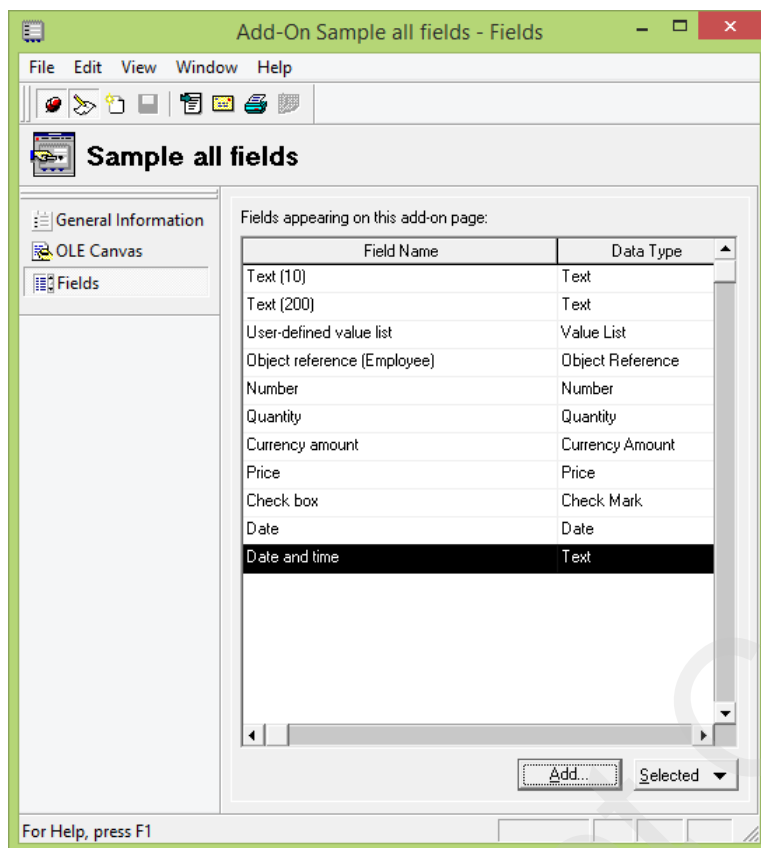 Add-On Sample all fields - Fields
File Edit View Window Help
Sample all fields
General Information
OLE Canvas
Fields
Fields appearing on this add-on page:
Field Name Data Type
Text (10) Text
Text (200) Text
User-defined value list Value List
Object reference (Employee) Object Reference
Number Number
Quantity Quantity
Currency amount Currency Amount
Price Price
Check box Check Mark
Date Date
Date and time Text
Add... Selected
For Help, press F1